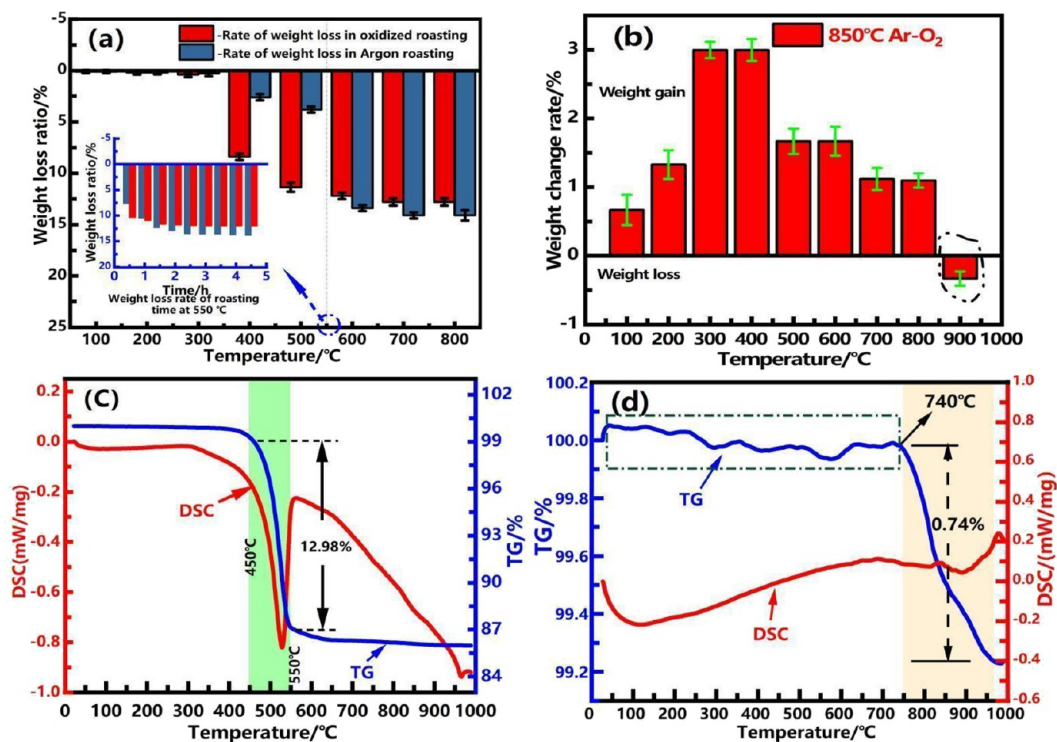 (a)
-Rate of weight loss in oxidized roasting
-Rate of weight loss in Argon roasting
Weight loss ratio/%
-5
0
5
10
15
20
25
100 200 300 400 500 600 700 800
Temperature/℃
Weight loss ratio/%
-5
0
5
10
15
20
0 1 2 3 4 5
Time/h
Weight loss rate of roasting
time at 550 ℃
(b)
850℃ Ar-O₂
Weight gain
Weight loss
Weight change rate/%
3
2
1
0
-1
0 100 200 300 400 500 600 700 800 900 1000
Temperature/℃
(C)
DSC(mW/mg)
0.2
0.0
-0.2
-0.4
-0.6
-0.8
-1.0
DSC
450℃
550℃
12.98%
TG
102
99
96
93
90
87
84
TG/%
0 100 200 300 400 500 600 700 800 900 1000
Temperature/℃
(d)
TG/%
100.2
100.0
99.8
99.6
99.4
99.2
740℃
TG
0.74%
DSC
1.0
0.8
0.6
0.4
0.2
0.0
-0.2
-0.4
-0.6
DSC/(mW/mg)
0 100 200 300 400 500 600 700 800 900 1000
Temperature/℃